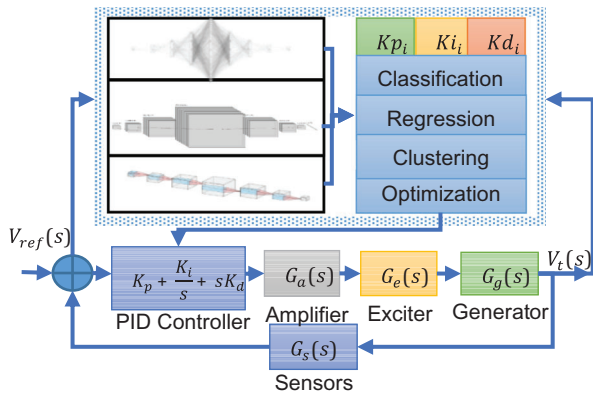 Kp_i Ki_i Kd_i
Classification
Regression
Clustering
Optimization
V_ref(s)
K_p + K_i/s + sK_d
G_a(s)
G_e(s)
G_g(s)
V_t(s)
PID Controller
Amplifier
Exciter
Generator
G_s(s)
Sensors